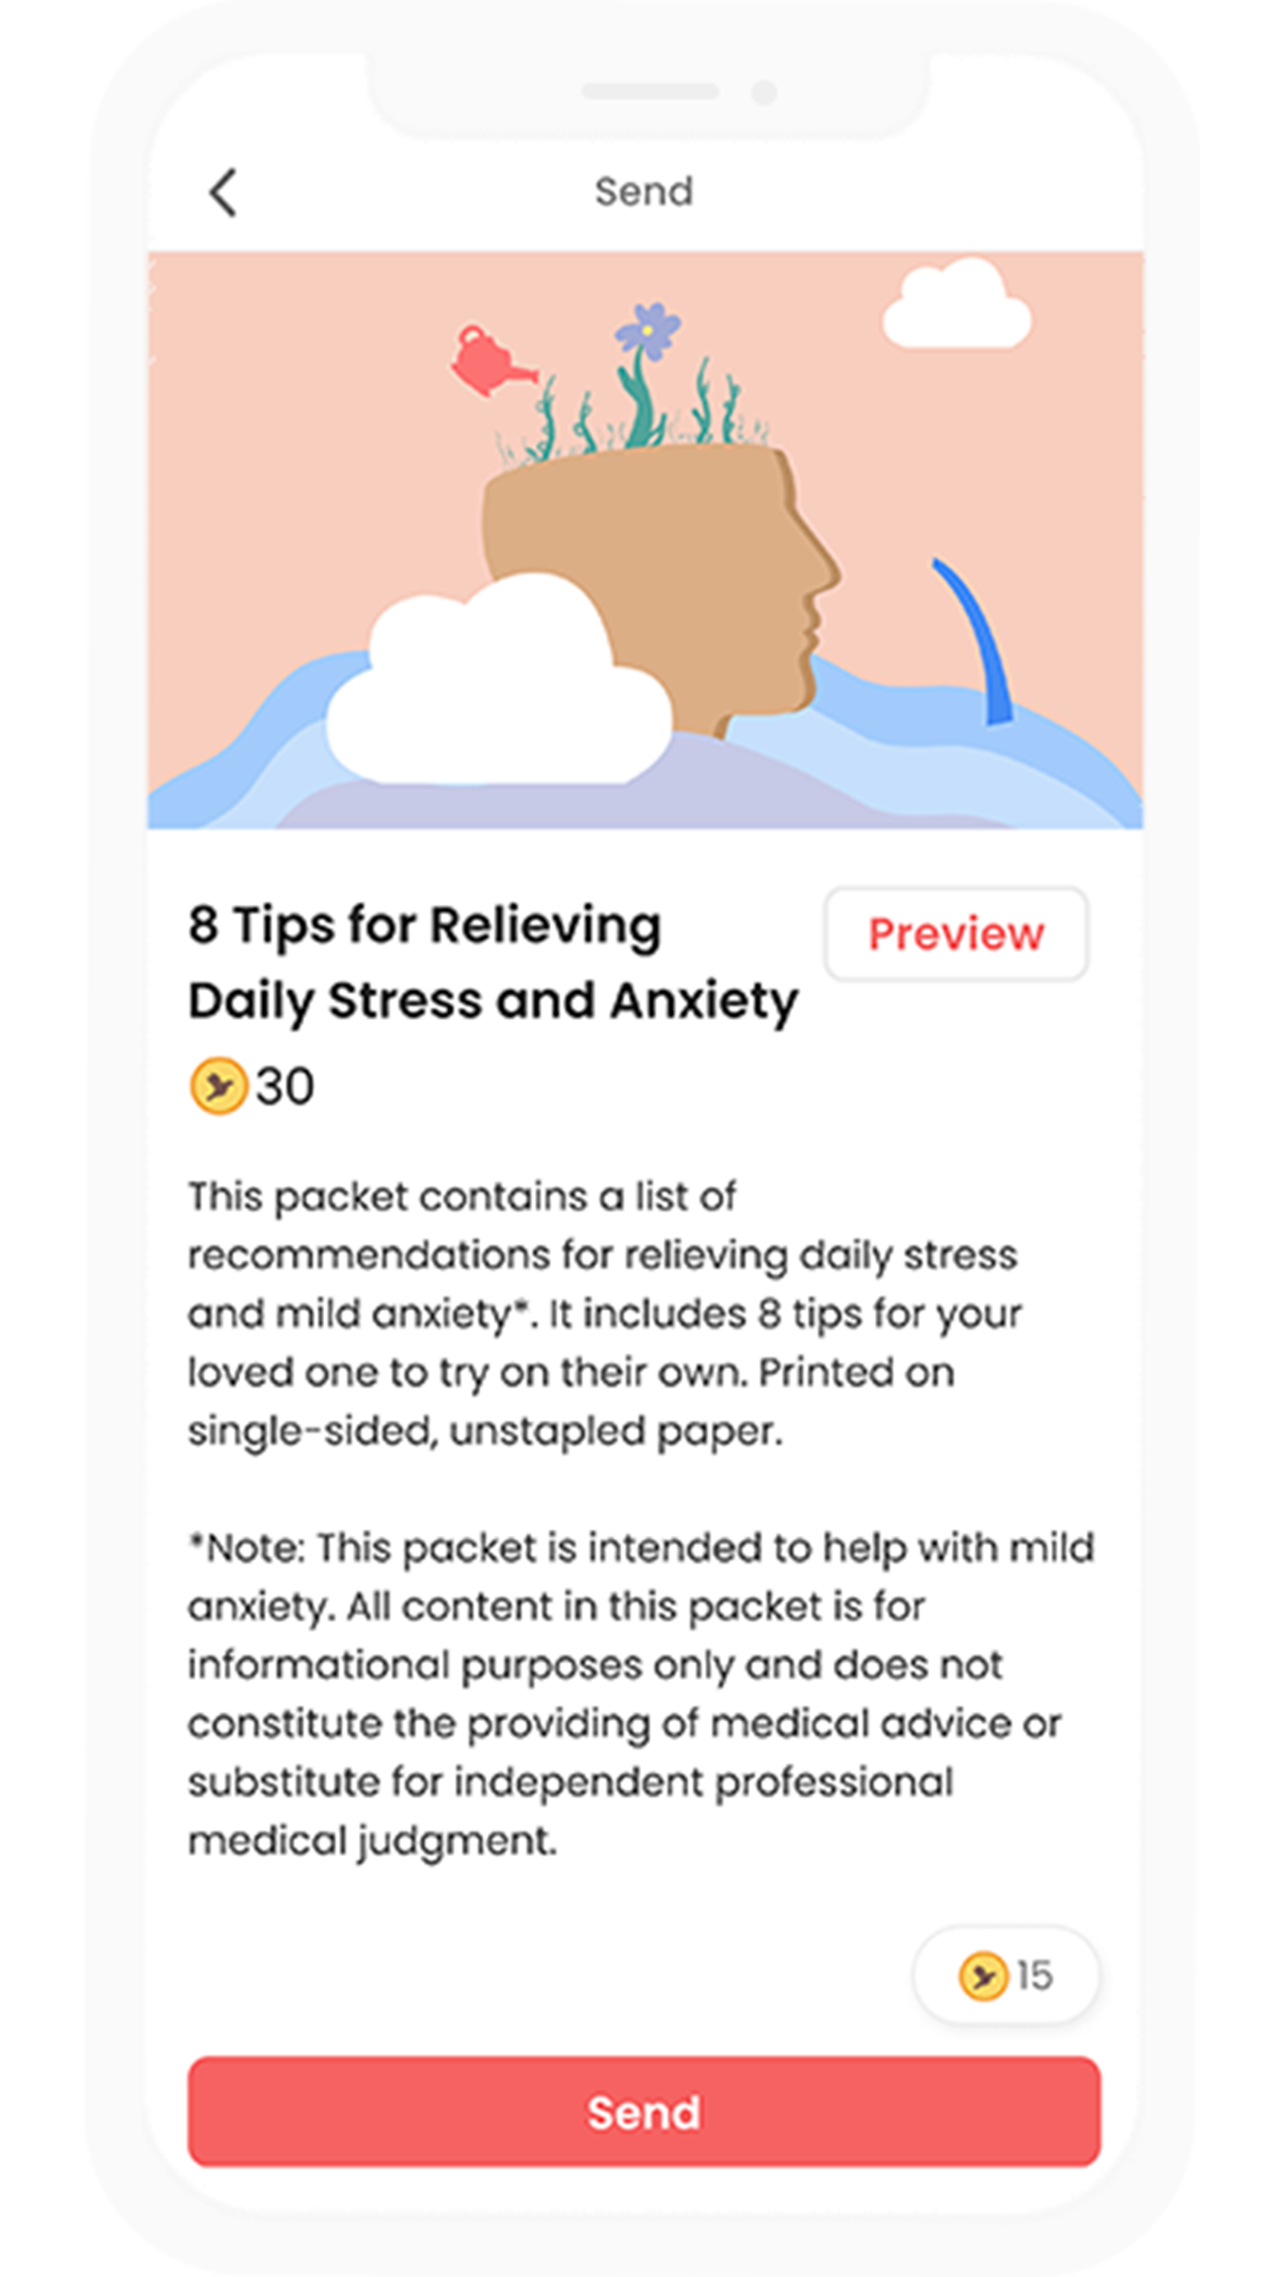 Send
8 Tips for Relieving
Daily Stress and Anxiety
Preview
30
This packet contains a list of
recommendations for relieving daily stress
and mild anxiety*. It includes 8 tips for your
loved one to try on their own. Printed on
single-sided, unstapled paper.
*Note: This packet is intended to help with mild
anxiety. All content in this packet is for
informational purposes only and does not
constitute the providing of medical advice or
substitute for independent professional
medical judgment.
15
Send